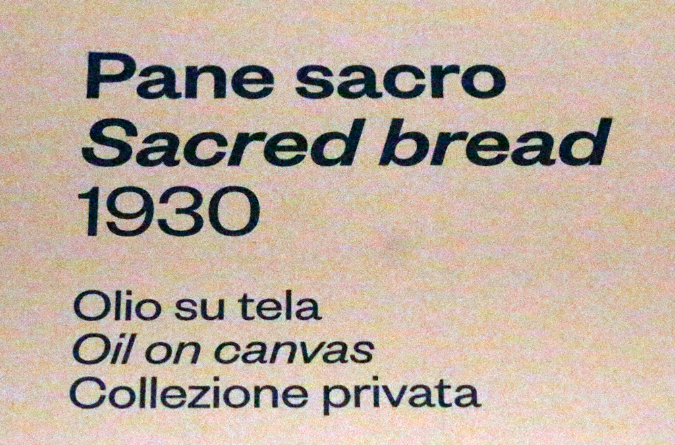 Pane sacro
Sacred bread
1930
Olio su tela
Oil on canvas
Collezione privata